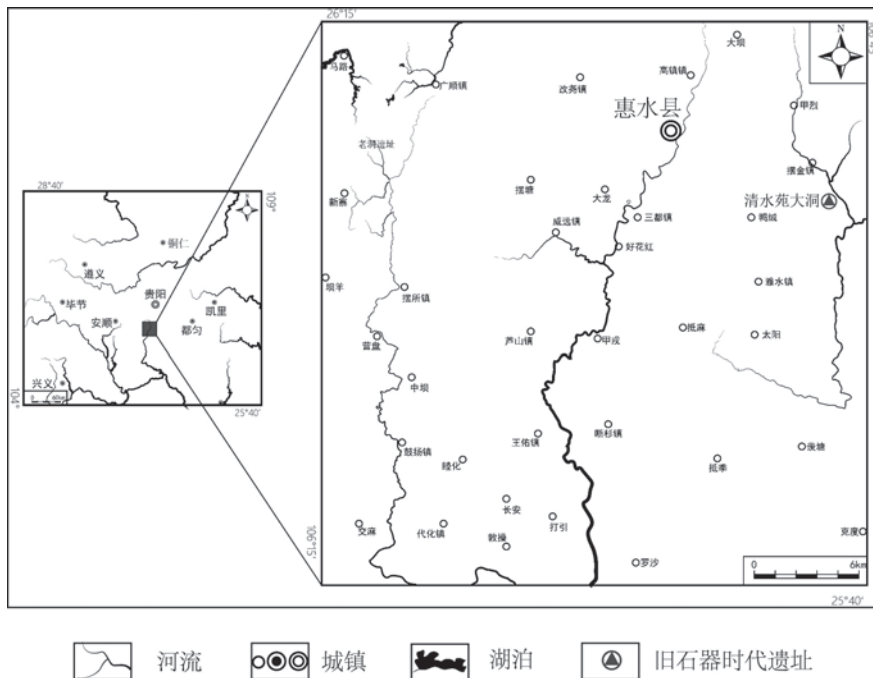 26°15′
马路
广顺镇
改尧镇
高镇镇
大坝
甲烈
惠水县
老洞遗址
新寨
摆塘
大龙
三都镇
威远镇
好花红
摆金镇
清水苑大洞
鸭绒
28°40′
109°
N
铜仁
遵义
毕节
贵阳
安顺
都匀
凯里
兴义
0 60km
104°
25°40′
坝羊
摆所镇
营盘
芦山镇
甲戎
抵麻
雅水镇
太阳
中坝
鼓扬镇
睦化
王佑镇
断杉镇
抵季
长安
交麻
代化镇
敦操
打引
罗沙
克度
106°15′
0 6km
25°40′
河流
城镇
湖泊
旧石器时代遗址